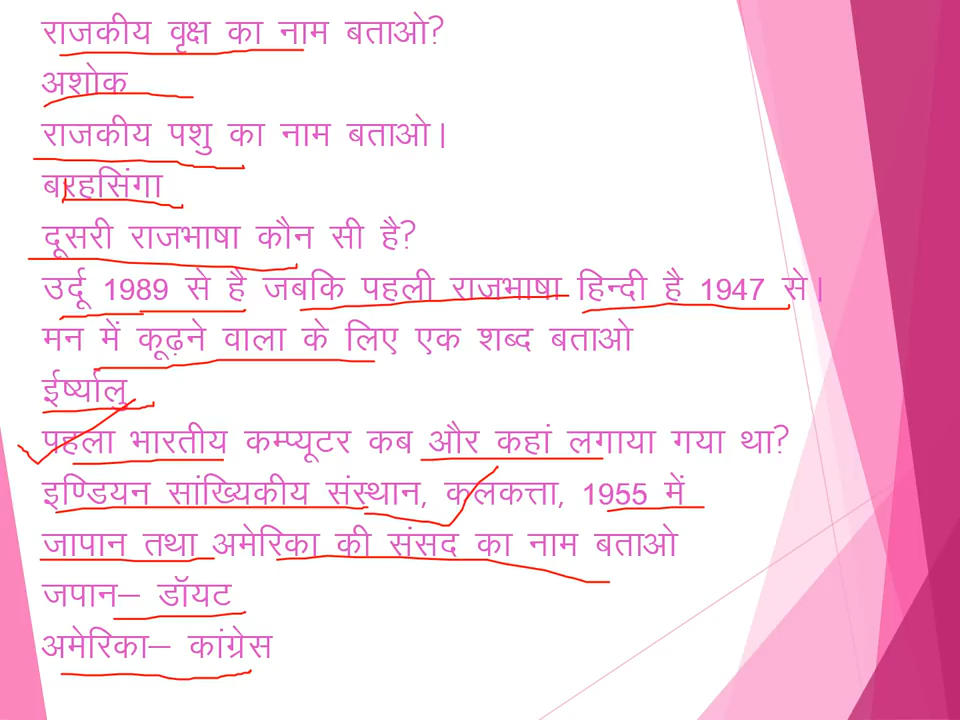 राजकीय वृक्ष का नाम बताओ?
अशोक
राजकीय पशु का नाम बताओ।
बरहसिंगा
दूसरी राजभाषा कौन सी है?
उर्दू 1989 से है जबकि पहली राजभाषा हिन्दी है 1947 से।
मन में कूढ़ने वाला के लिए एक शब्द बताओ
ईर्ष्यालु
पहला भारतीय कम्प्यूटर कब और कहां लगाया गया था?
इण्डियन सांख्यिकीय संस्थान, कलकत्ता, 1955 में
जापान तथा अमेरिका की संसद का नाम बताओ
जपान– डॉयट
अमेरिका– कांग्रेस